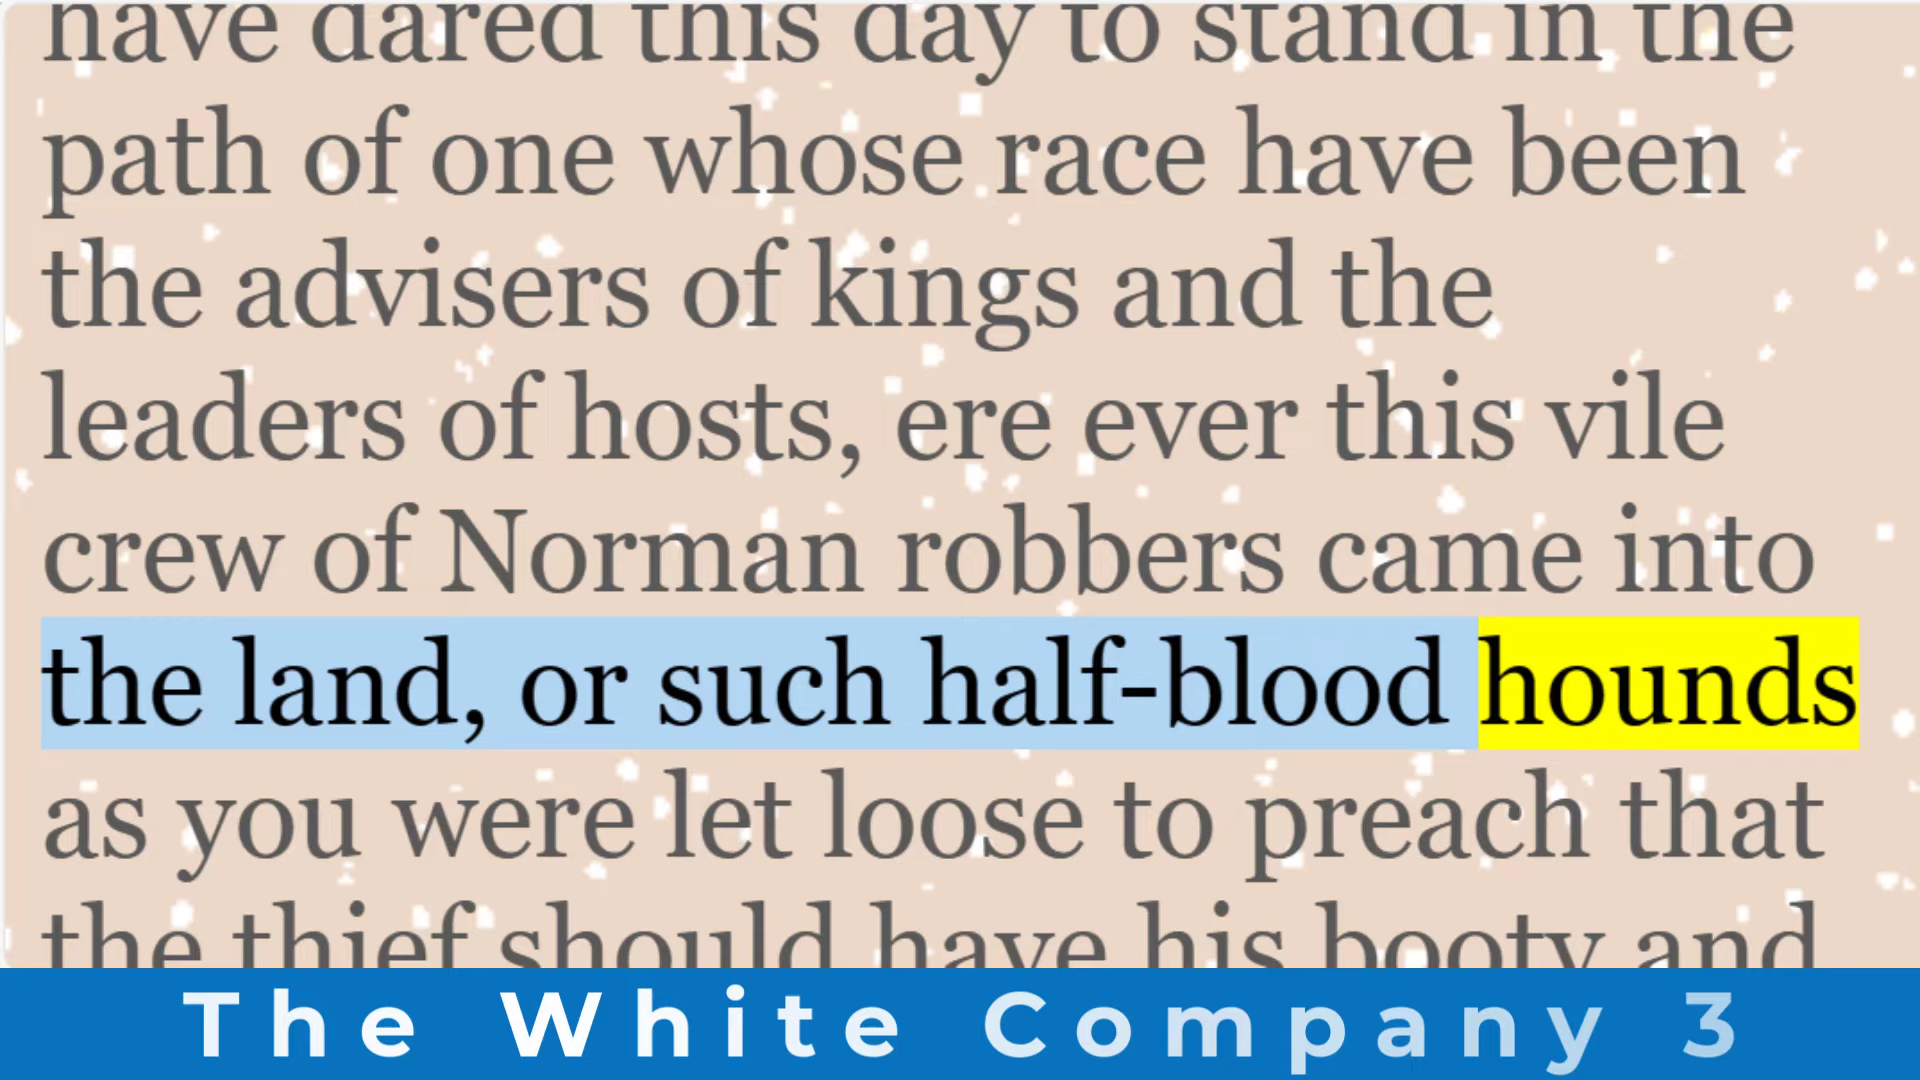 have dared this day to stand in the
path of one whose race have been
the advisers of kings and the
leaders of hosts, ere ever this vile
crew of Norman robbers came into
the land, or such half-blood hounds
as you were let loose to preach that
the thief should have his booty and
The White Company 3